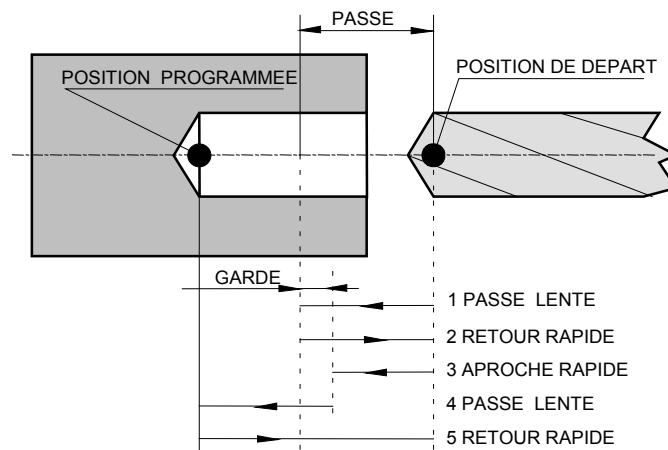 PASSE
POSITION PROGRAMMEE
POSITION DE DEPART
GARDE
1 PASSE LENTE
2 RETOUR RAPIDE
3 APROCHE RAPIDE
4 PASSE LENTE
5 RETOUR RAPIDE